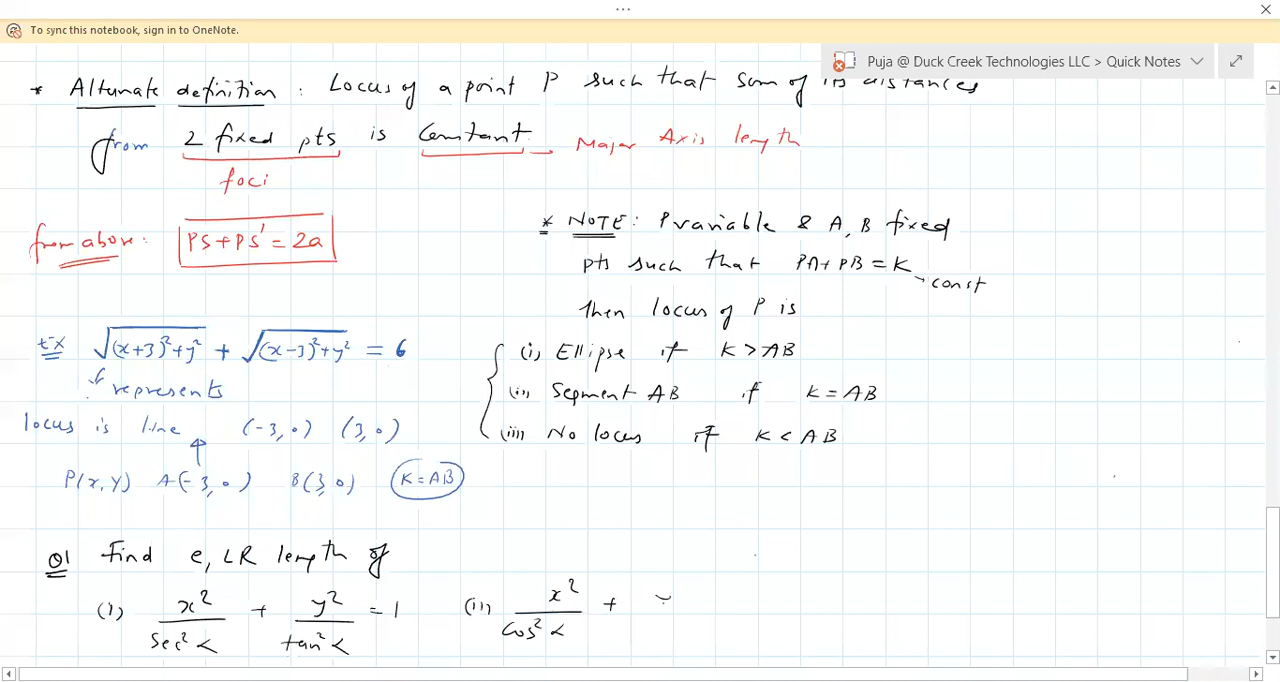 To sync this notebook, sign in to OneNote.
Puja @ Duck Creek Technologies LLC > Quick Notes
* Alternate definition : Locus of a point P such that sum of its distances
from 2 fixed pts is constant. → Major Axis length
foci
from above: PS+PS' = 2a
* NOTE: P variable & A, B fixed
pts such that PA+PB = K → const
then locus of P is
(i) Ellipse if K > AB
(ii) Segment AB if K = AB
(iii) No locus if K < AB
Ex √(x+3)²+y² + √(x-3)²+y² = 6
represents
locus is line (-3, 0) (3, 0)
P(x, y) A(-3, 0) B(3, 0) K = AB
Q1 Find e, LR length of
(i) x²/sec²α + y²/tan²α = 1 (ii) x²/cos²α +